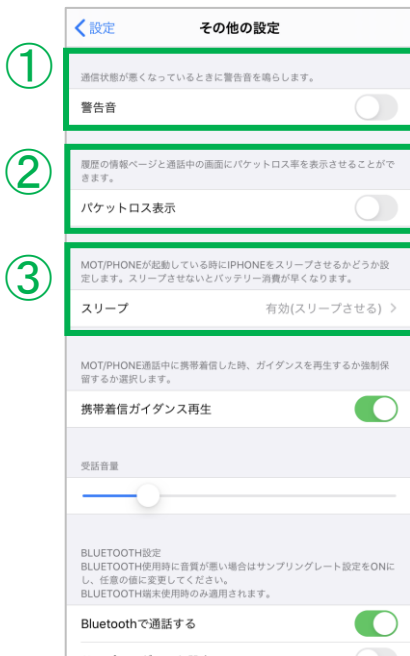 設定 その他の設定
①
通信状態が悪くなっているときに警告音を鳴らします。
警告音
②
履歴の情報ページと通話中の画面にパケットロス率を表示させることがで
きます。
パケットロス表示
③
MOT/PHONEが起動している時にIPHONEをスリープさせるかどうか設
定します。スリープさせないとバッテリー消費が早くなります。
スリープ 有効(スリープさせる)
MOT/PHONE通話中に携帯着信した時、ガイダンスを再生するか強制保
留するか選択します。
携帯着信ガイダンス再生
受話音量
BLUETOOTH設定
BLUETOOTH使用時に音質が悪い場合はサンプリングレート設定をONに
し、任意の値に変更してください。
BLUETOOTH端末使用時のみ適用されます。
Bluetoothで通話する